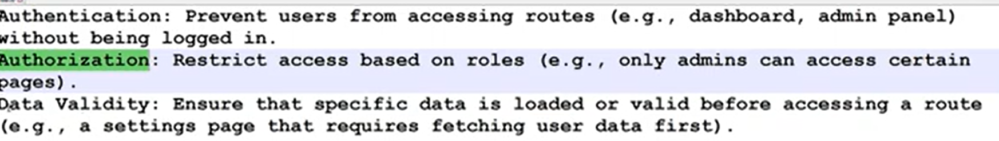 Authentication: Prevent users from accessing routes (e.g., dashboard, admin panel)
without being logged in.
Authorization: Restrict access based on roles (e.g., only admins can access certain
pages).
Data Validity: Ensure that specific data is loaded or valid before accessing a route
(e.g., a settings page that requires fetching user data first).